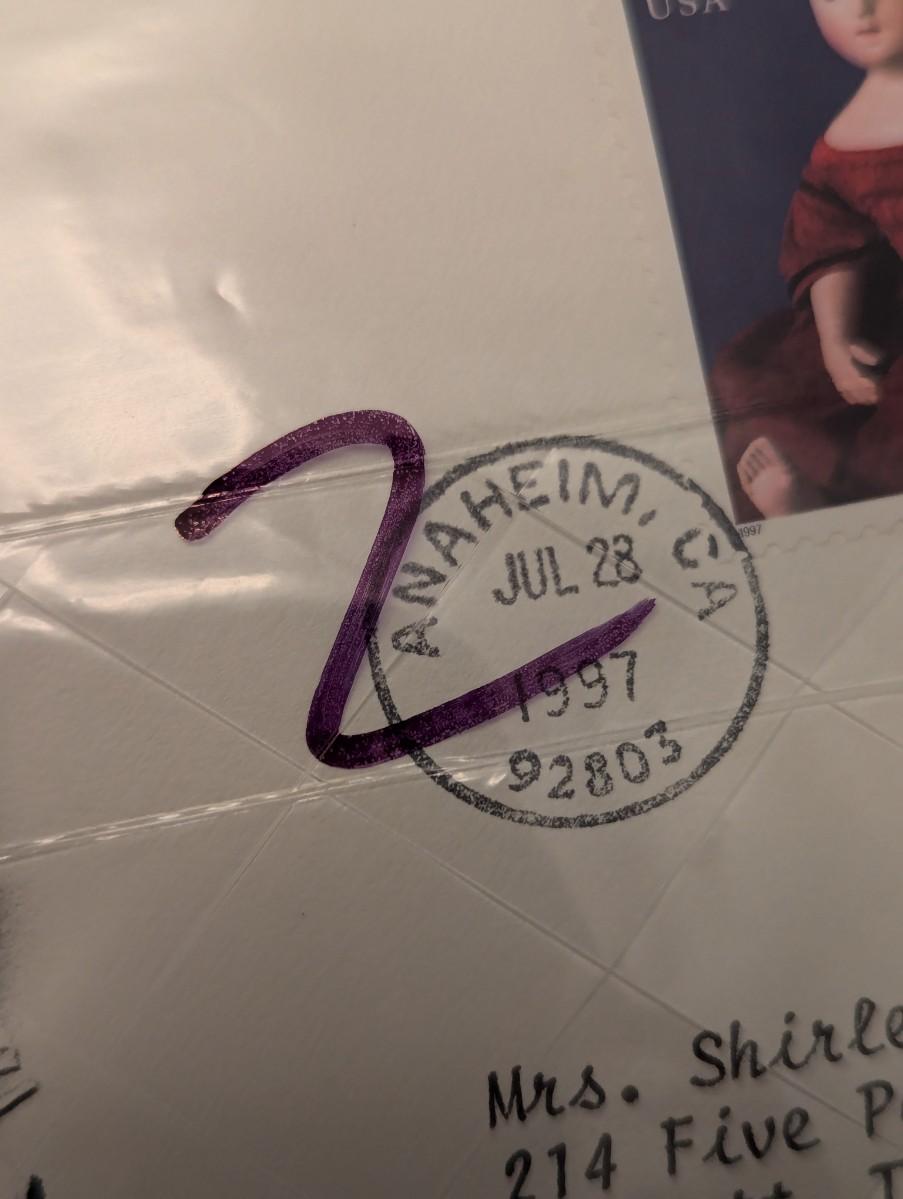 USA
1997
2
ANAHEIM, CA
JUL 28
1997
92803
Mrs. Shirle
214 Five P